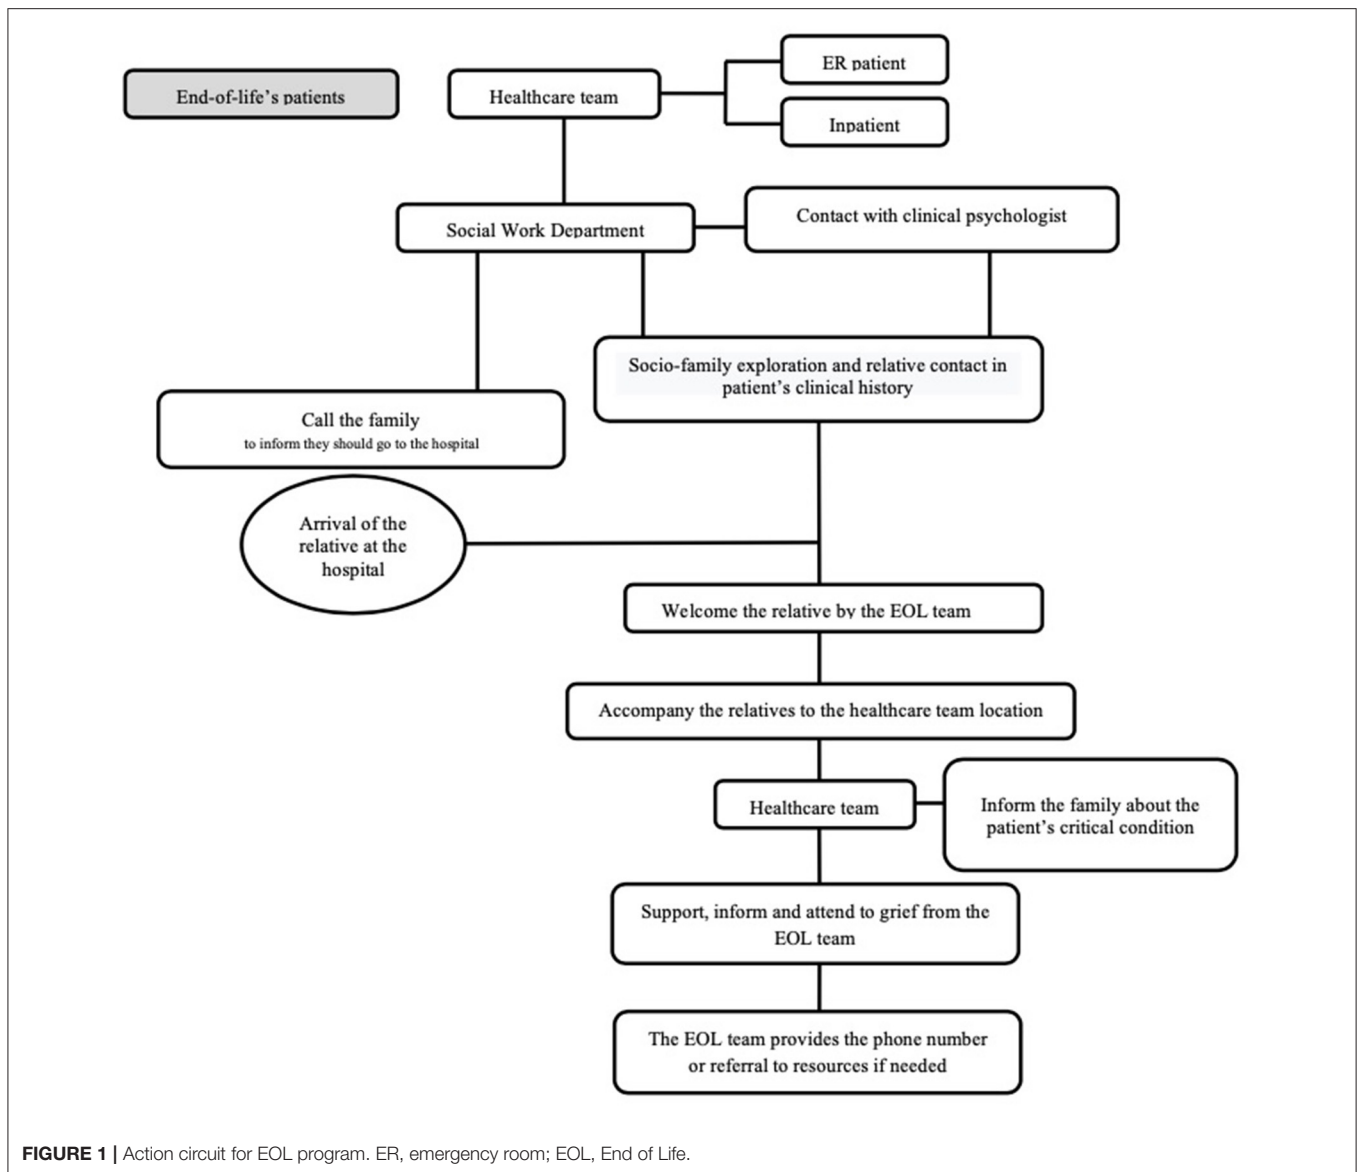 End-of-life's patients
Healthcare team
ER patient
Inpatient
Social Work Department
Contact with clinical psychologist
Socio-family exploration and relative contact in
patient's clinical history
Call the family
to inform they should go to the hospital
Arrival of the
relative at the
hospital
Welcome the relative by the EOL team
Accompany the relatives to the healthcare team location
Healthcare team
Inform the family about the
patient's critical condition
Support, inform and attend to grief from the
EOL team
The EOL team provides the phone number
or referral to resources if needed
FIGURE 1 | Action circuit for EOL program. ER, emergency room; EOL, End of Life.